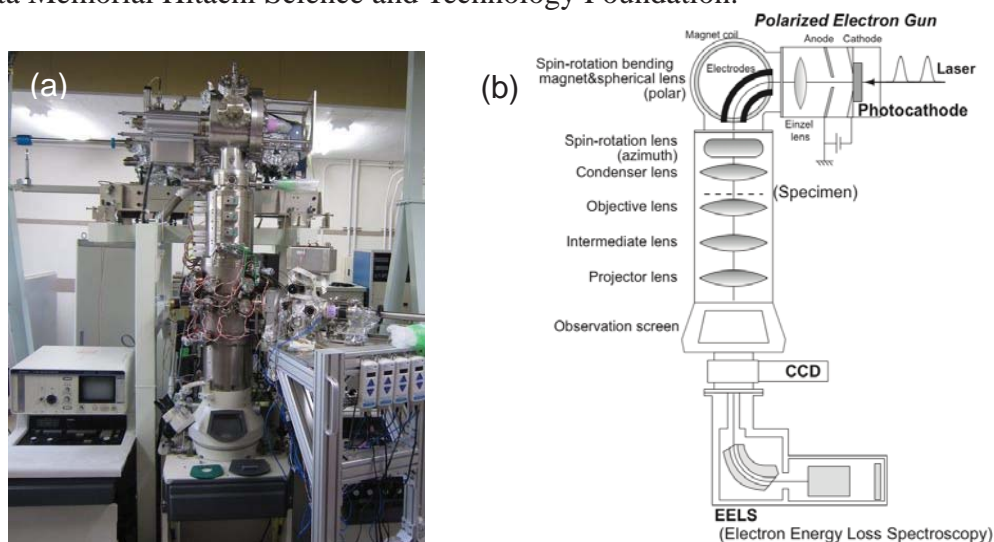 Memorial Hitachi Science and Technology Foundation.
(a)
(b)
Polarized Electron Gun
Magnet coil
Anode
Cathode
Spin-rotation bending
magnet&spherical lens
(polar)
Electrodes
Laser
Photocathode
Einzel
lens
Spin-rotation lens
(azimuth)
Condenser lens
(Specimen)
Objective lens
Intermediate lens
Projector lens
Observation screen
CCD
EELS
(Electron Energy Loss Spectroscopy)